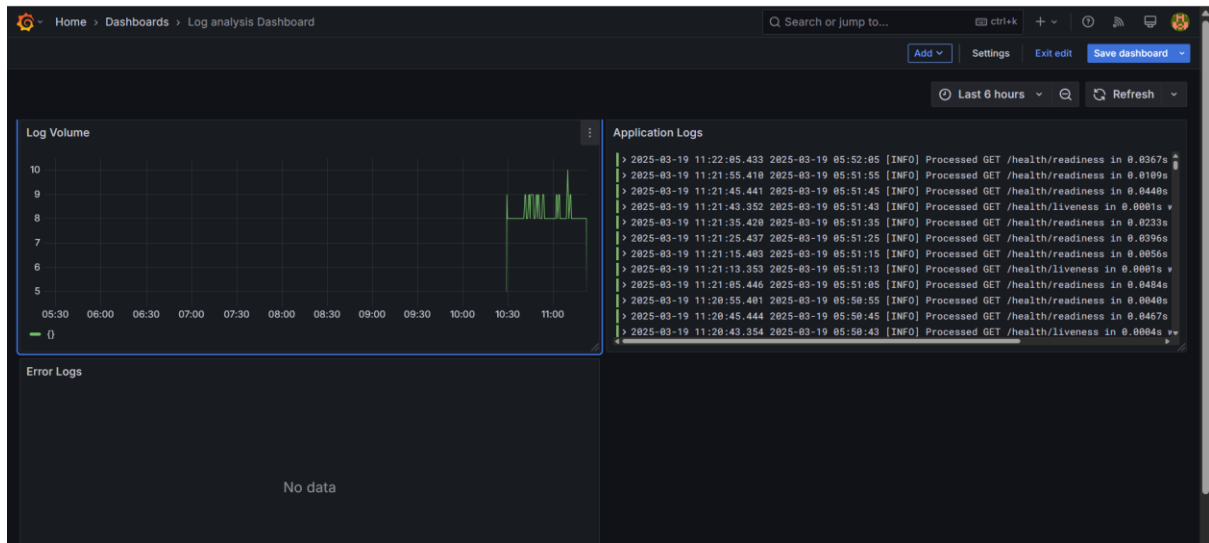 Home › Dashboards › Log analysis Dashboard
Search or jump to...
ctrl+k
Add
Settings
Exit edit
Save dashboard
Last 6 hours
Refresh
Log Volume
10
9
8
7
6
5
05:30 06:00 06:30 07:00 07:30 08:00 08:30 09:00 09:30 10:00 10:30 11:00
{}
Application Logs
> 2025-03-19 11:22:05.433 2025-03-19 05:52:05 [INFO] Processed GET /health/readiness in 0.0367s
> 2025-03-19 11:21:55.410 2025-03-19 05:51:55 [INFO] Processed GET /health/readiness in 0.0109s
> 2025-03-19 11:21:45.441 2025-03-19 05:51:45 [INFO] Processed GET /health/readiness in 0.0440s
> 2025-03-19 11:21:43.352 2025-03-19 05:51:43 [INFO] Processed GET /health/liveness in 0.0001s w
> 2025-03-19 11:21:35.420 2025-03-19 05:51:35 [INFO] Processed GET /health/readiness in 0.0233s
> 2025-03-19 11:21:25.437 2025-03-19 05:51:25 [INFO] Processed GET /health/readiness in 0.0396s
> 2025-03-19 11:21:15.403 2025-03-19 05:51:15 [INFO] Processed GET /health/readiness in 0.0056s
> 2025-03-19 11:21:13.353 2025-03-19 05:51:13 [INFO] Processed GET /health/liveness in 0.0001s w
> 2025-03-19 11:21:05.446 2025-03-19 05:51:05 [INFO] Processed GET /health/readiness in 0.0484s
> 2025-03-19 11:20:55.401 2025-03-19 05:50:55 [INFO] Processed GET /health/readiness in 0.0040s
> 2025-03-19 11:20:45.444 2025-03-19 05:50:45 [INFO] Processed GET /health/readiness in 0.0467s
> 2025-03-19 11:20:43.354 2025-03-19 05:50:43 [INFO] Processed GET /health/liveness in 0.0004s w
Error Logs
No data